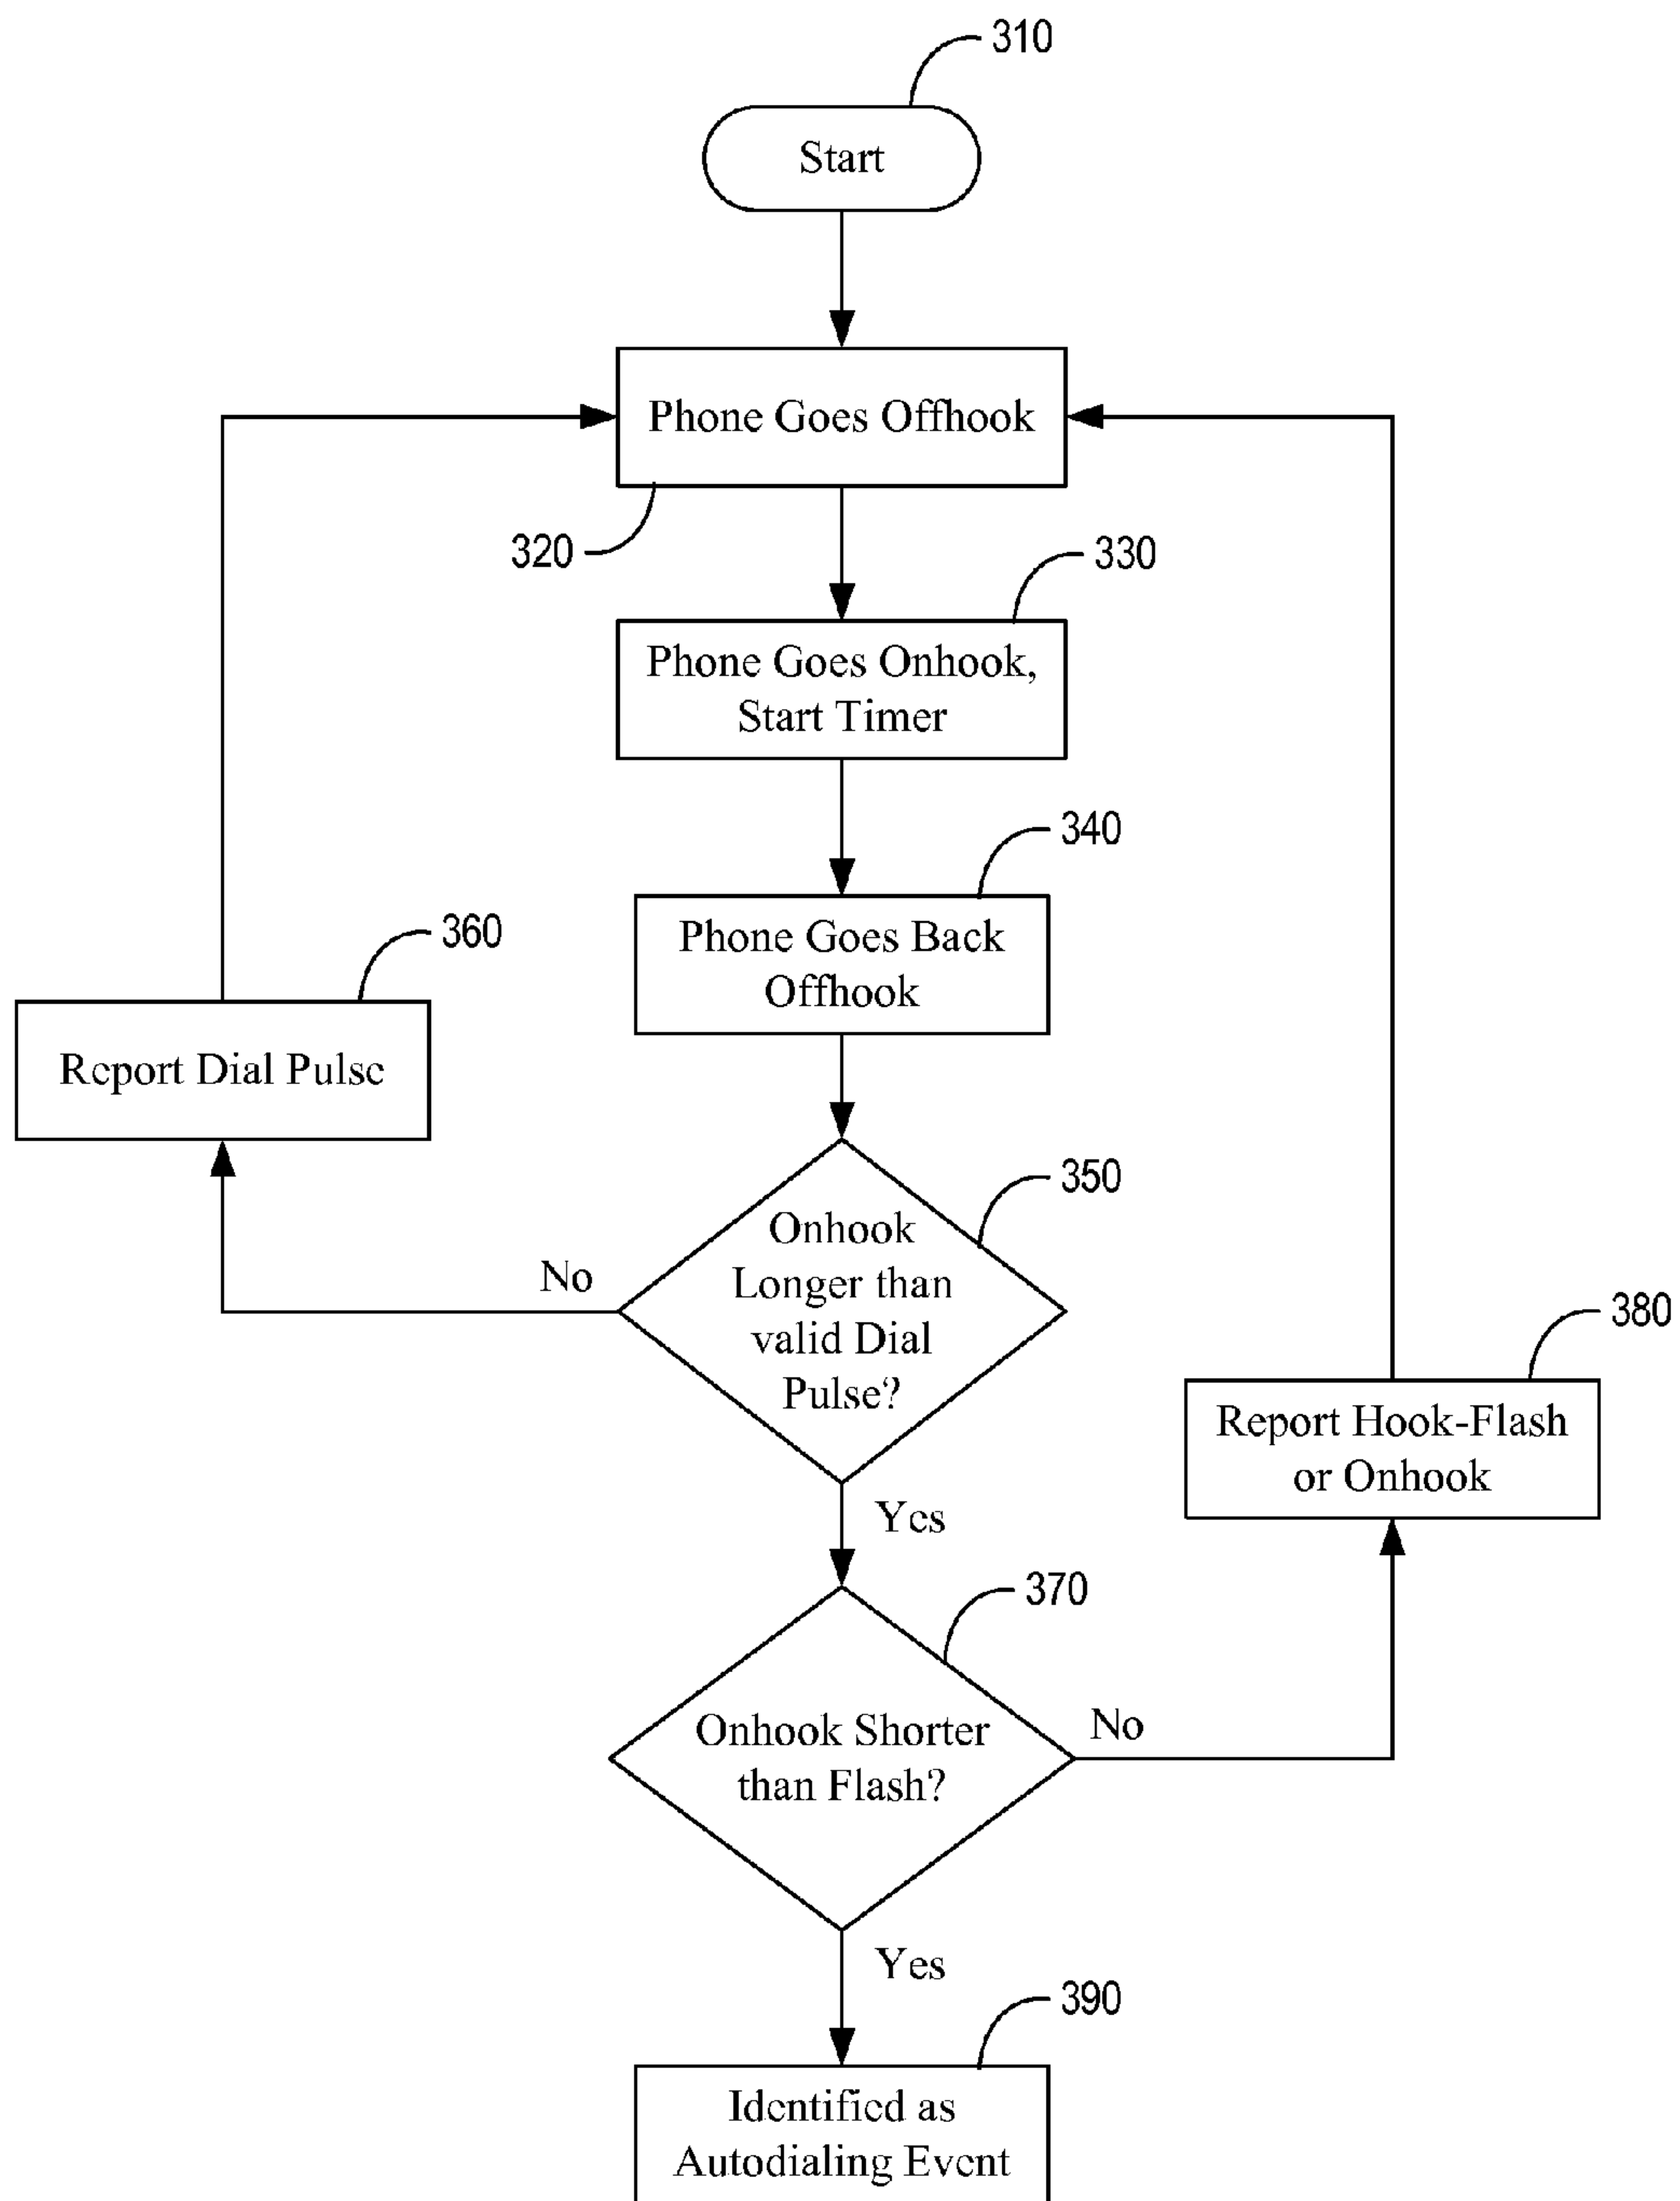 310
Start
Phone Goes Offhook
320
330
Phone Goes Onhook,
Start Timer
340
Phone Goes Back
Offhook
360
Report Dial Pulse
350
Onhook
Longer than
valid Dial
Pulse?
No
Yes
380
Report Hook-Flash
or Onhook
370
Onhook Shorter
than Flash?
No
Yes
390
Identified as
Autodialing Event